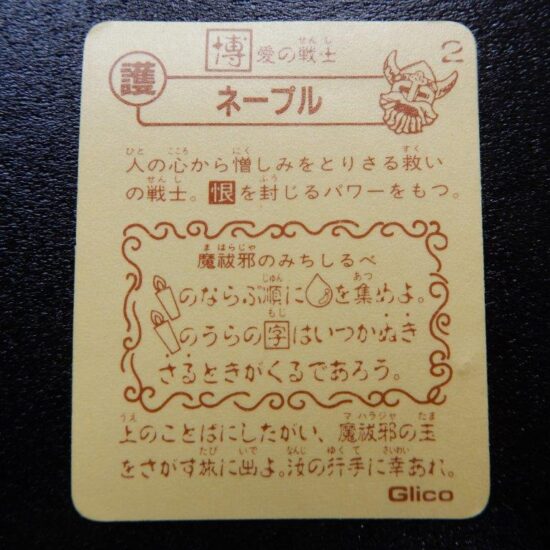 博愛の戦士
2
護
ネープル
人の心から憎しみをとりさる救い
の戦士。恨を封じるパワーをもつ。
魔祓邪のみちしるべ
のならぶ順に を集めよ。
のうらの字はいつかぬき
さるときがくるであろう。
上のことばにしたがい、魔祓邪の玉
をさがす旅に出よ。汝の行手に幸あれ。
Glico